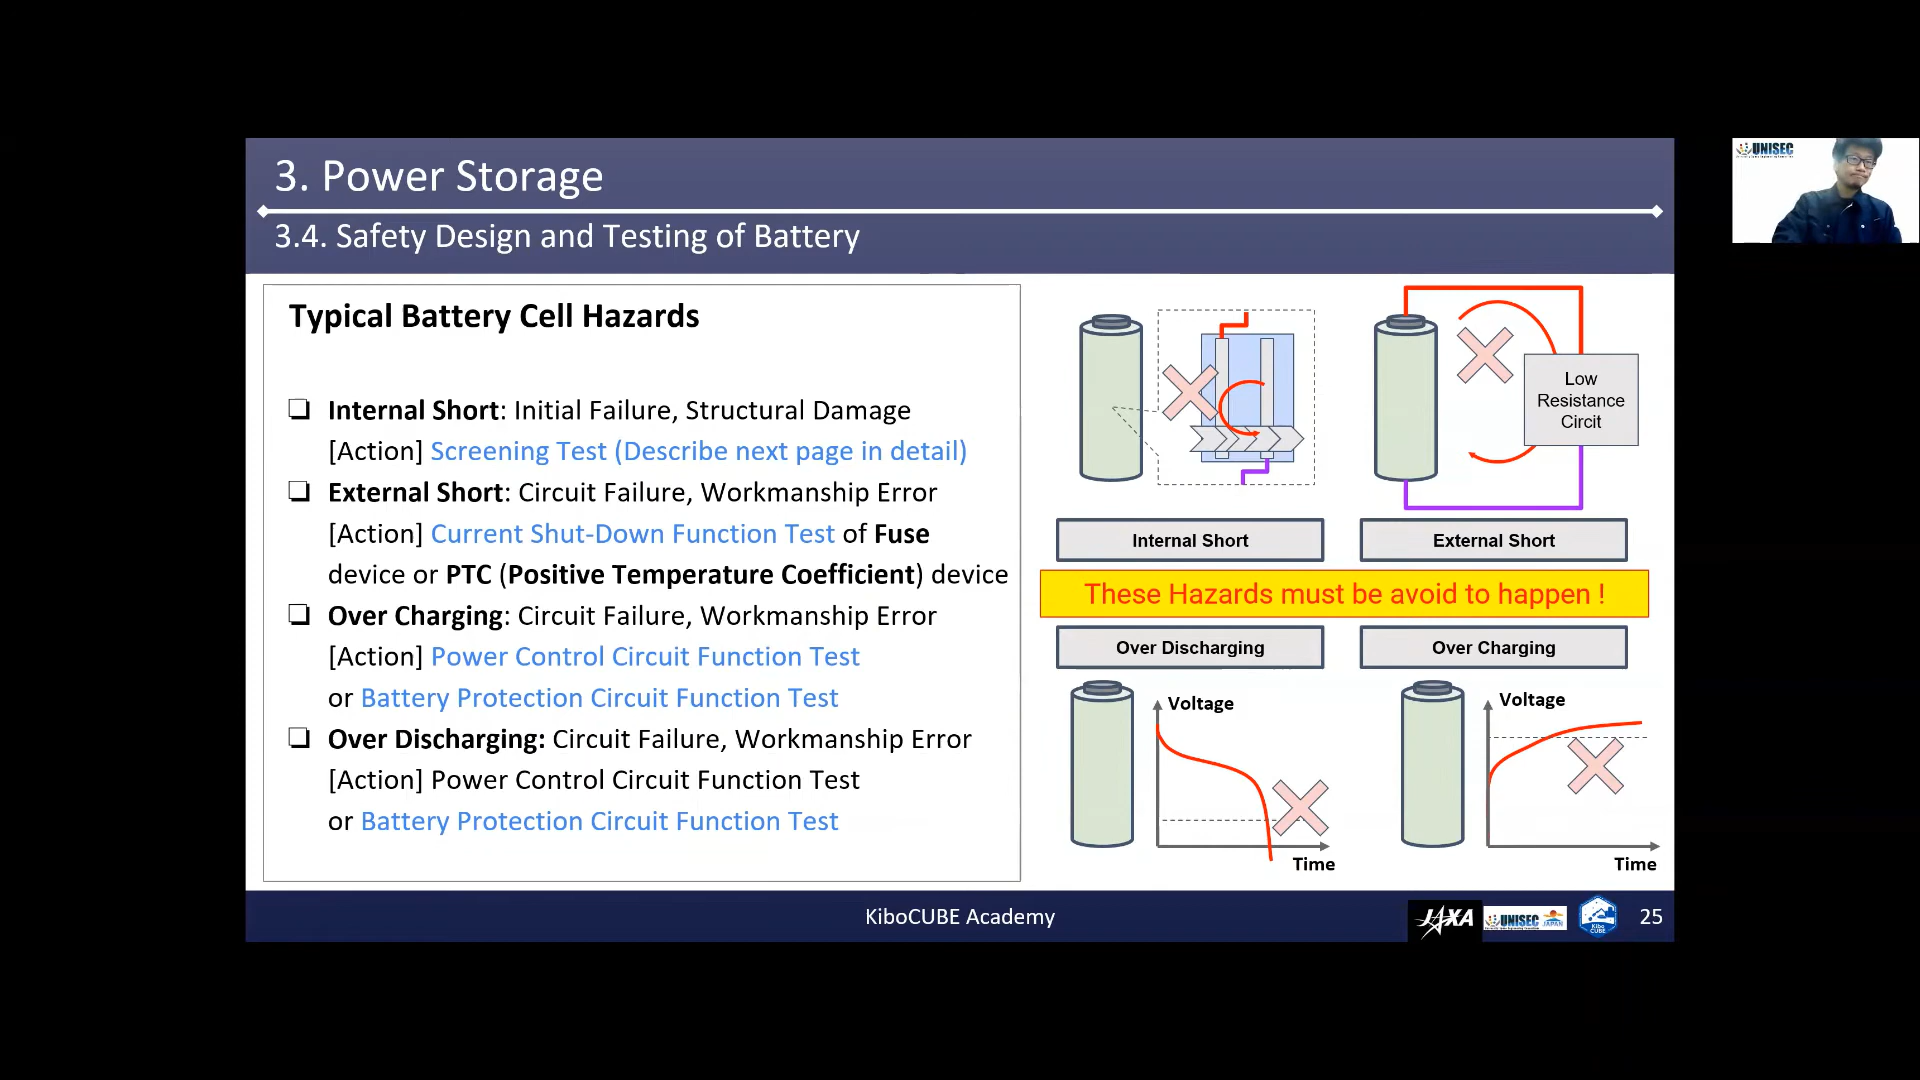 3. Power Storage
3.4. Safety Design and Testing of Battery
Typical Battery Cell Hazards
❏ Internal Short: Initial Failure, Structural Damage
[Action] Screening Test (Describe next page in detail)
❏ External Short: Circuit Failure, Workmanship Error
[Action] Current Shut-Down Function Test of Fuse
device or PTC (Positive Temperature Coefficient) device
❏ Over Charging: Circuit Failure, Workmanship Error
[Action] Power Control Circuit Function Test
or Battery Protection Circuit Function Test
❏ Over Discharging: Circuit Failure, Workmanship Error
[Action] Power Control Circuit Function Test
or Battery Protection Circuit Function Test
Low
Resistance
Circit
Internal Short
External Short
These Hazards must be avoid to happen !
Over Discharging
Over Charging
Voltage
Time
Voltage
Time
KiboCUBE Academy
JAXA
UNISEC
JAPAN
Kibo
CUBE
25
UNISEC